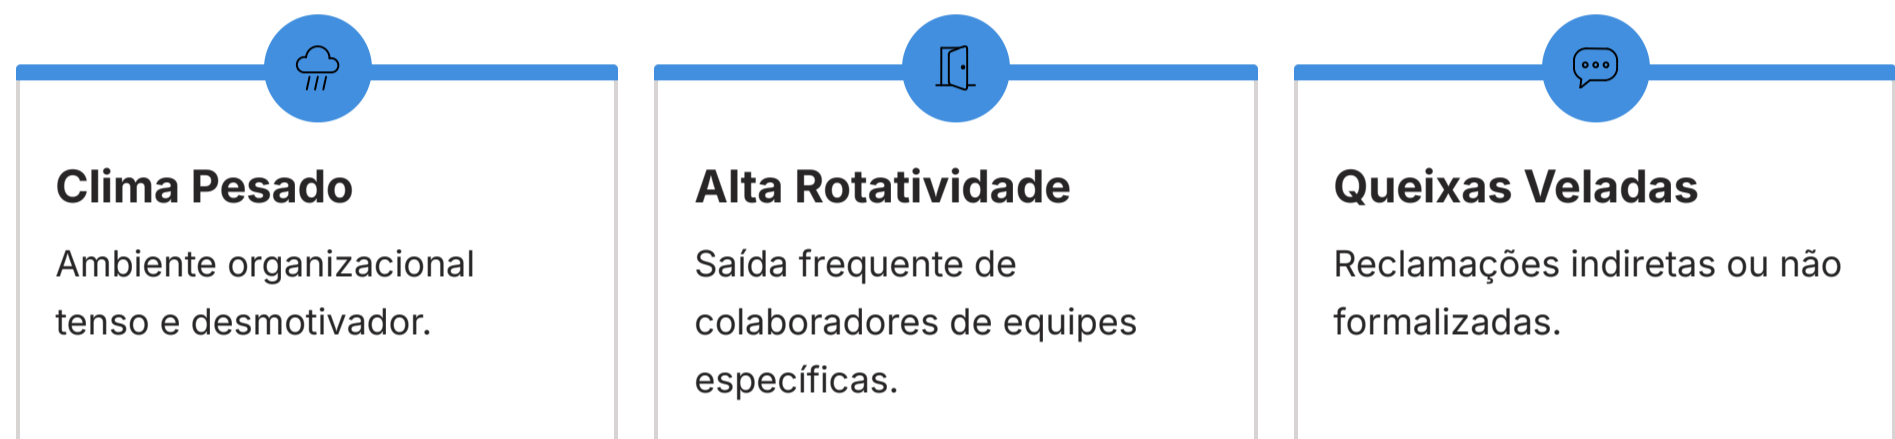 Clima Pesado
Ambiente organizacional
tenso e desmotivador.
Alta Rotatividade
Saída frequente de
colaboradores de equipes
específicas.
Queixas Veladas
Reclamações indiretas ou não
formalizadas.